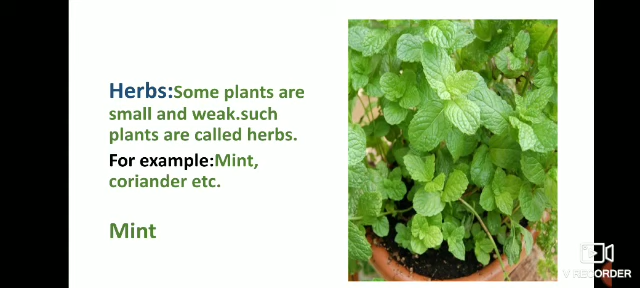 Herbs:Some plants are
small and weak.such
plants are called herbs.
For example:Mint,
coriander etc.
Mint
V RECORDER